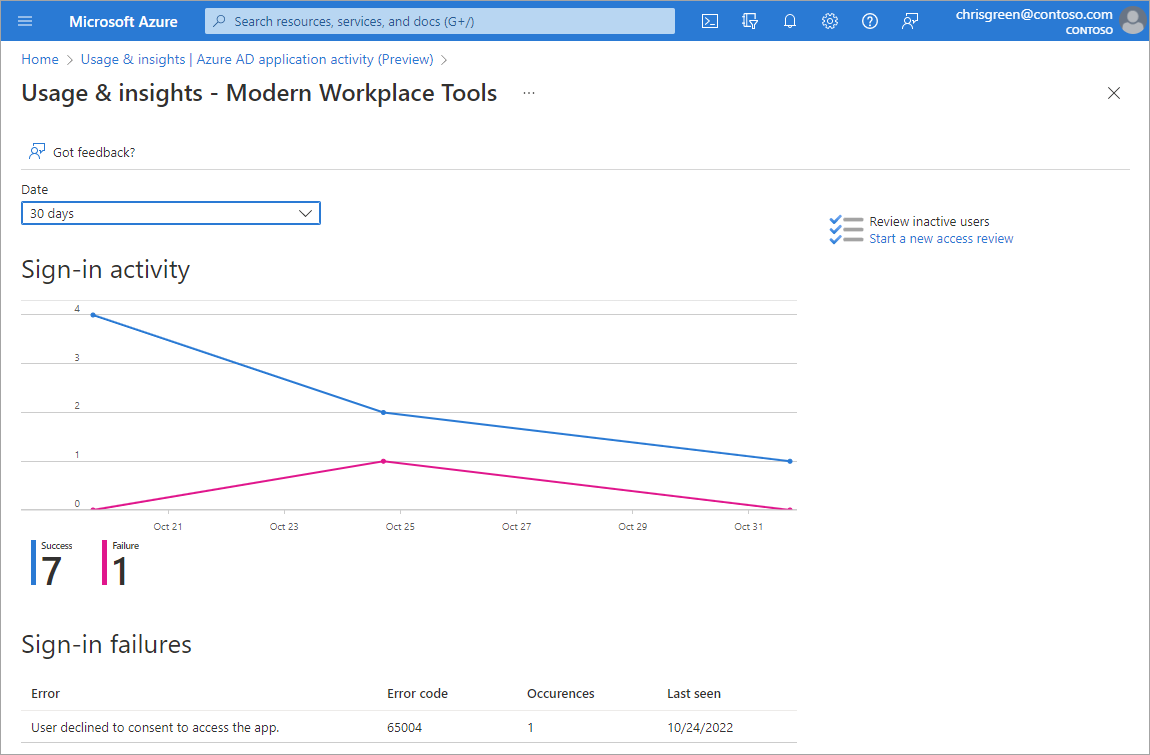 Microsoft Azure
Search resources, services, and docs (G+/)
chrisgreen@contoso.com
CONTOSO
Home > Usage & insights | Azure AD application activity (Preview) >
Usage & insights - Modern Workplace Tools ...
Got feedback?
Date
30 days
Review inactive users
Start a new access review
Sign-in activity
4
3
2
1
0
Oct 21 Oct 23 Oct 25 Oct 27 Oct 29 Oct 31
Success Failure
7 1
Sign-in failures
Error Error code Occurences Last seen
User declined to consent to access the app. 65004 1 10/24/2022